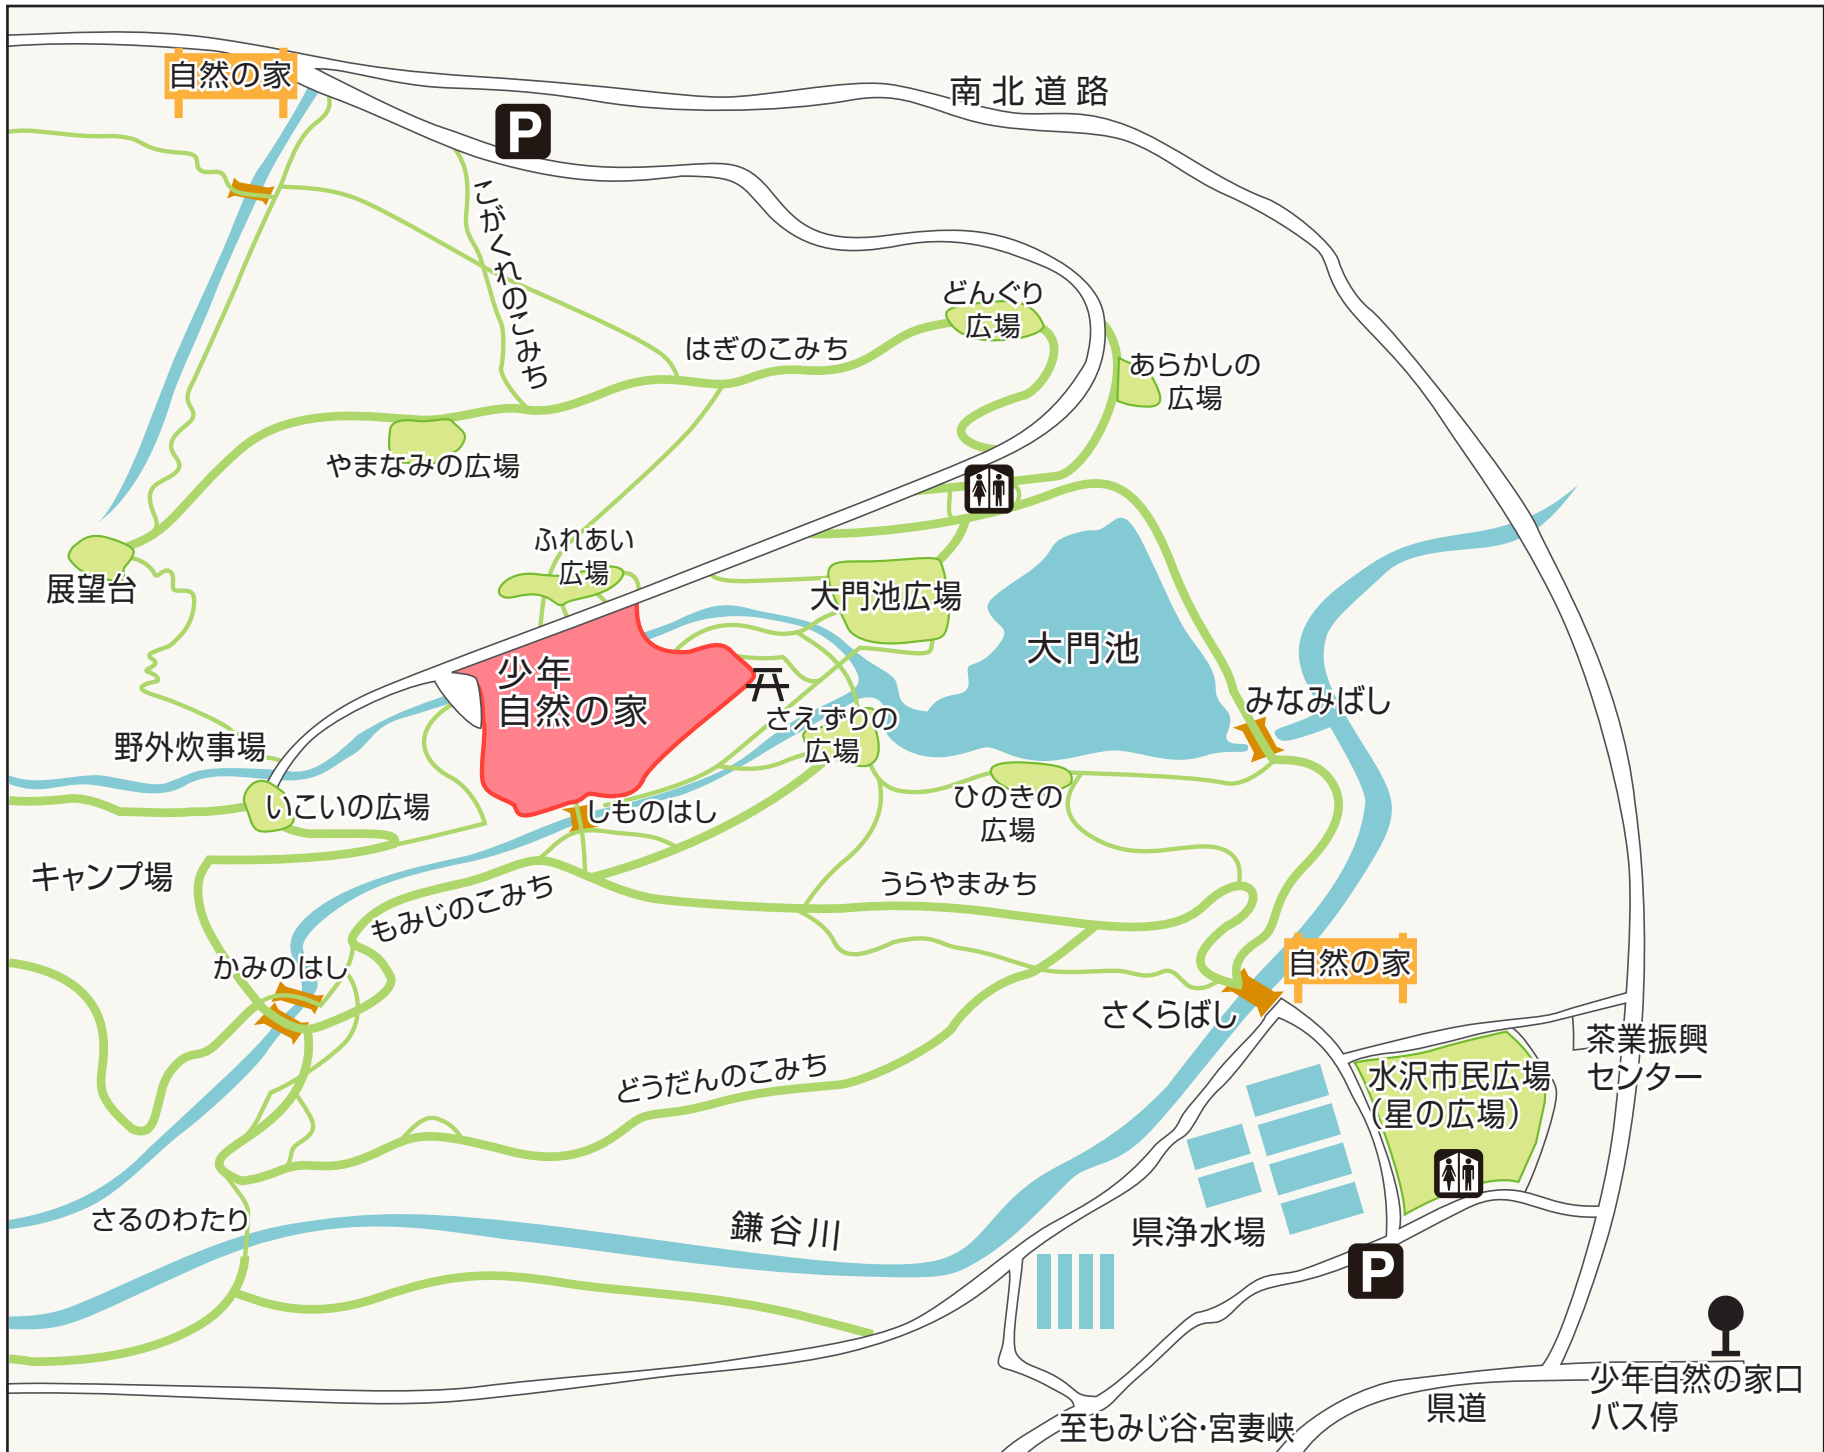 自然の家
P
南北道路
こがくれのこみち
どんぐり
広場
はぎのこみち
あらかしの
広場
やまなみの広場
ふれあい
広場
展望台
大門池広場
大門池
少年
自然の家
みなみばし
さえずりの
広場
野外炊事場
いこいの広場
しものはし
ひのきの
広場
キャンプ場
うらやまみち
もみじのこみち
かみのはし
自然の家
さくらばし
茶業振興
センター
水沢市民広場
（星の広場）
どうだんのこみち
さるのわたり
鎌谷川
県浄水場
P
少年自然の家口
バス停
県道
至もみじ谷・宮妻峡